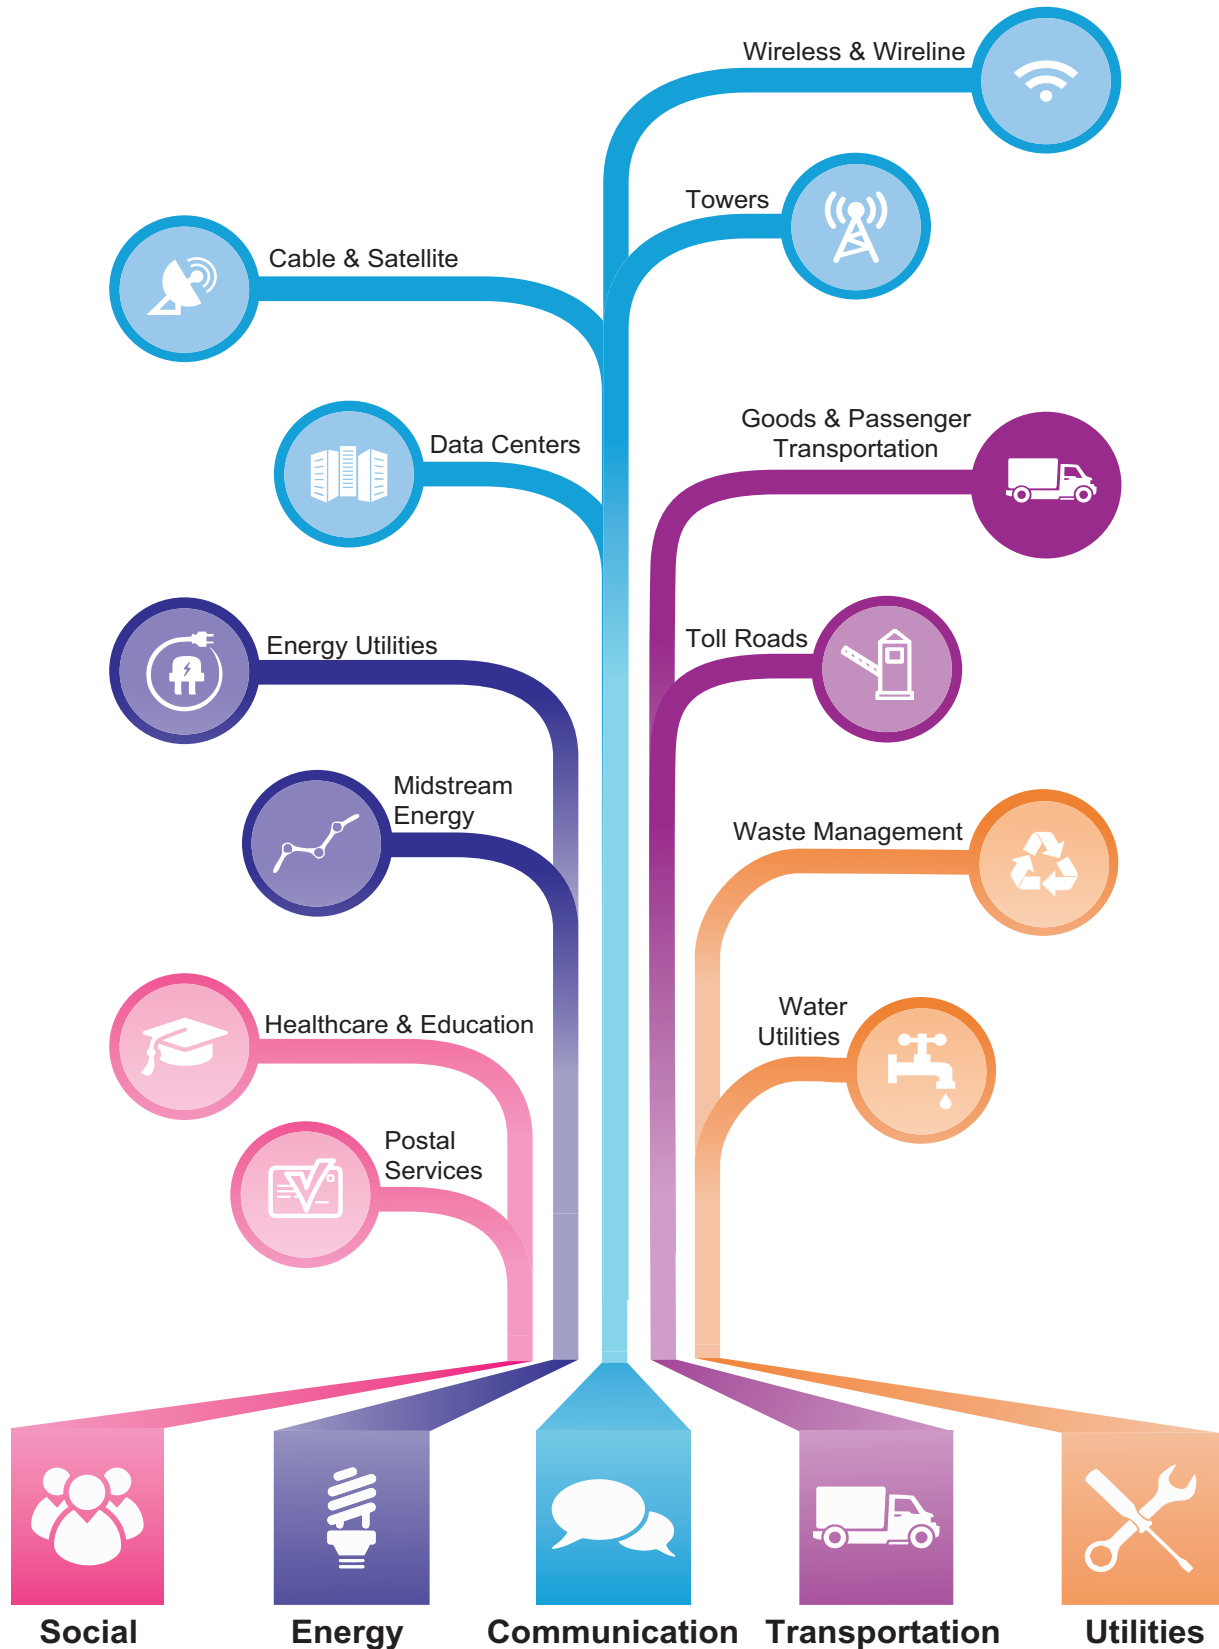 Wireless & Wireline
Towers
Cable & Satellite
Goods & Passenger
Transportation
Data Centers
Toll Roads
Energy Utilities
Midstream
Energy
Waste Management
Water
Utilities
Healthcare & Education
Postal
Services
Social
Energy
Communication
Transportation
Utilities